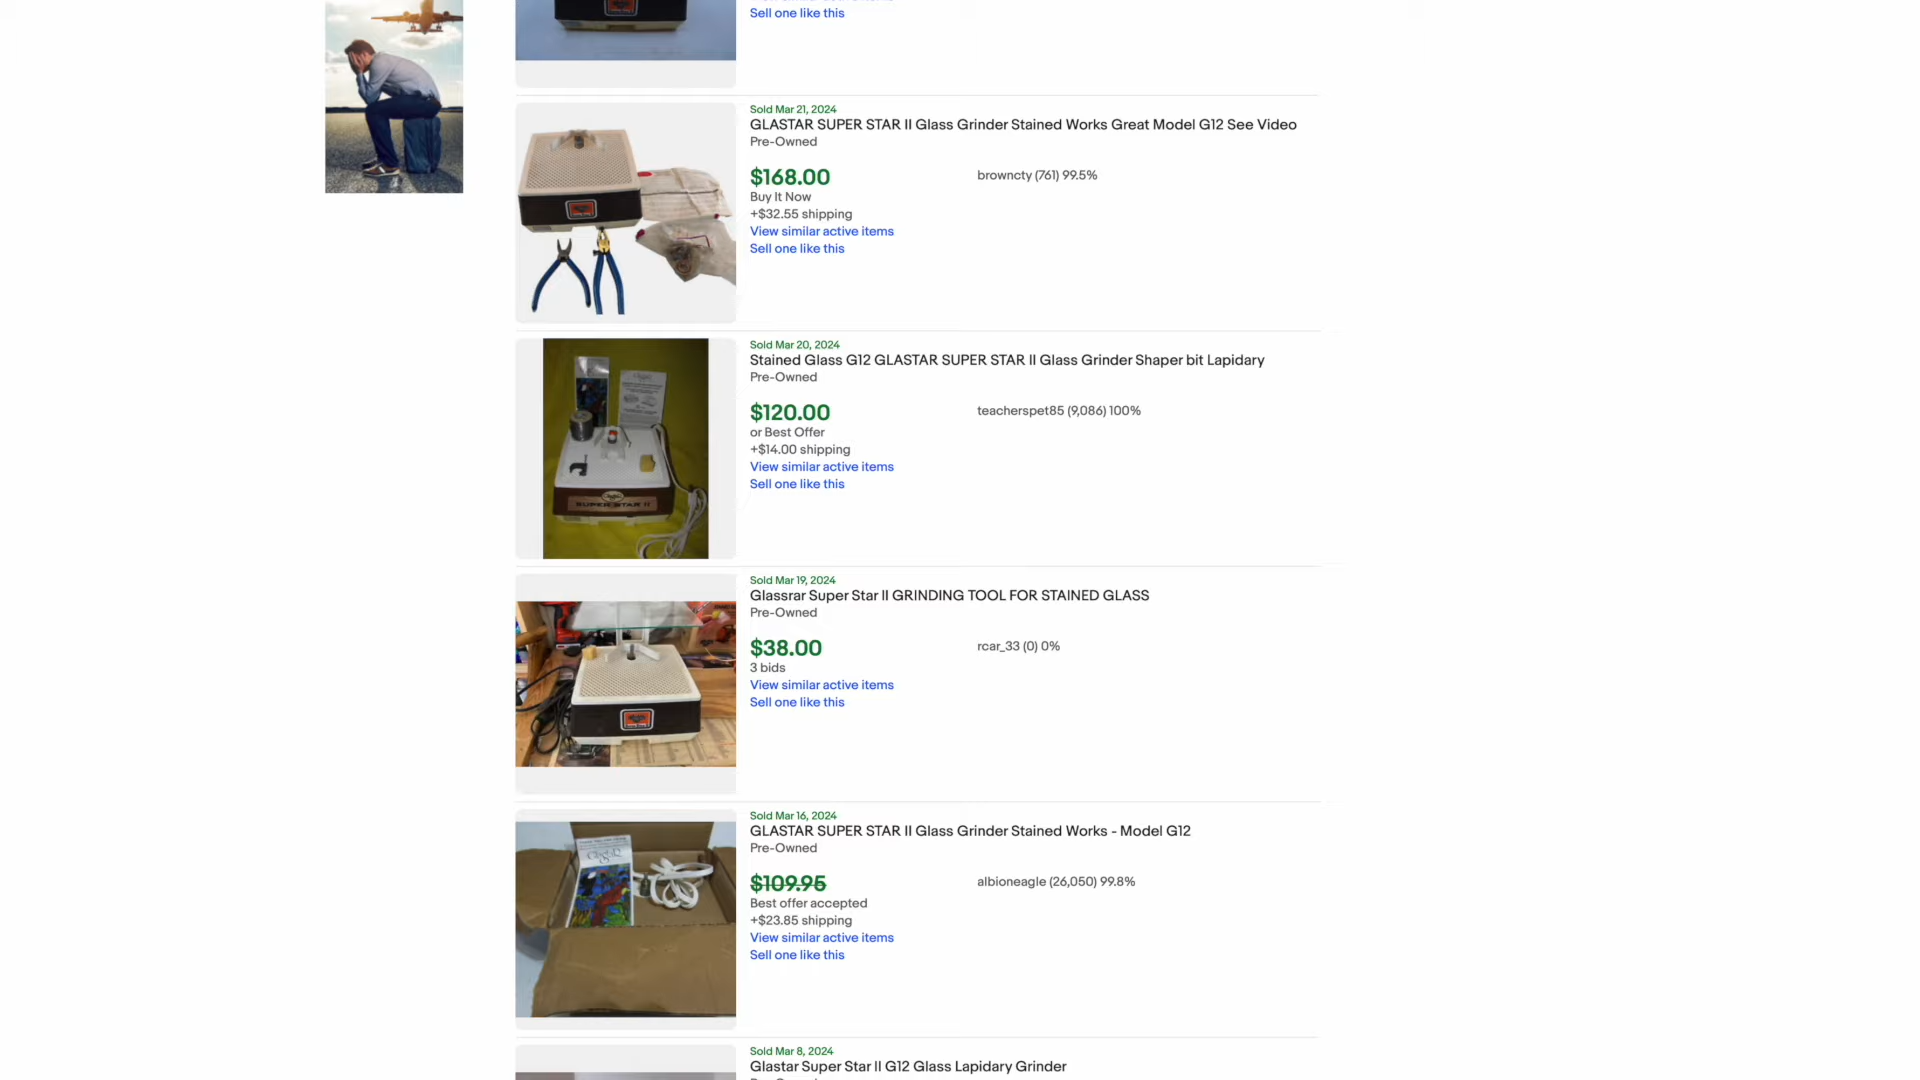 Sell one like this
Sold Mar 21, 2024
GLASTAR SUPER STAR II Glass Grinder Stained Works Great Model G12 See Video
Pre-Owned
$168.00
browncty (761) 99.5%
Buy It Now
+$32.55 shipping
View similar active items
Sell one like this
Sold Mar 20, 2024
Stained Glass G12 GLASTAR SUPER STAR II Glass Grinder Shaper bit Lapidary
Pre-Owned
$120.00
teacherspet85 (9,086) 100%
or Best Offer
+$14.00 shipping
View similar active items
Sell one like this
SUPER STAR II
Sold Mar 19, 2024
Glassrar Super Star ll GRINDING TOOL FOR STAINED GLASS
Pre-Owned
$38.00
rcar_33 (0) 0%
3 bids
View similar active items
Sell one like this
Sold Mar 16, 2024
GLASTAR SUPER STAR II Glass Grinder Stained Works - Model G12
Pre-Owned
$109.95
albioneagle (26,050) 99.8%
Best offer accepted
+$23.85 shipping
View similar active items
Sell one like this
Sold Mar 8, 2024
Glastar Super Star ll G12 Glass Lapidary Grinder